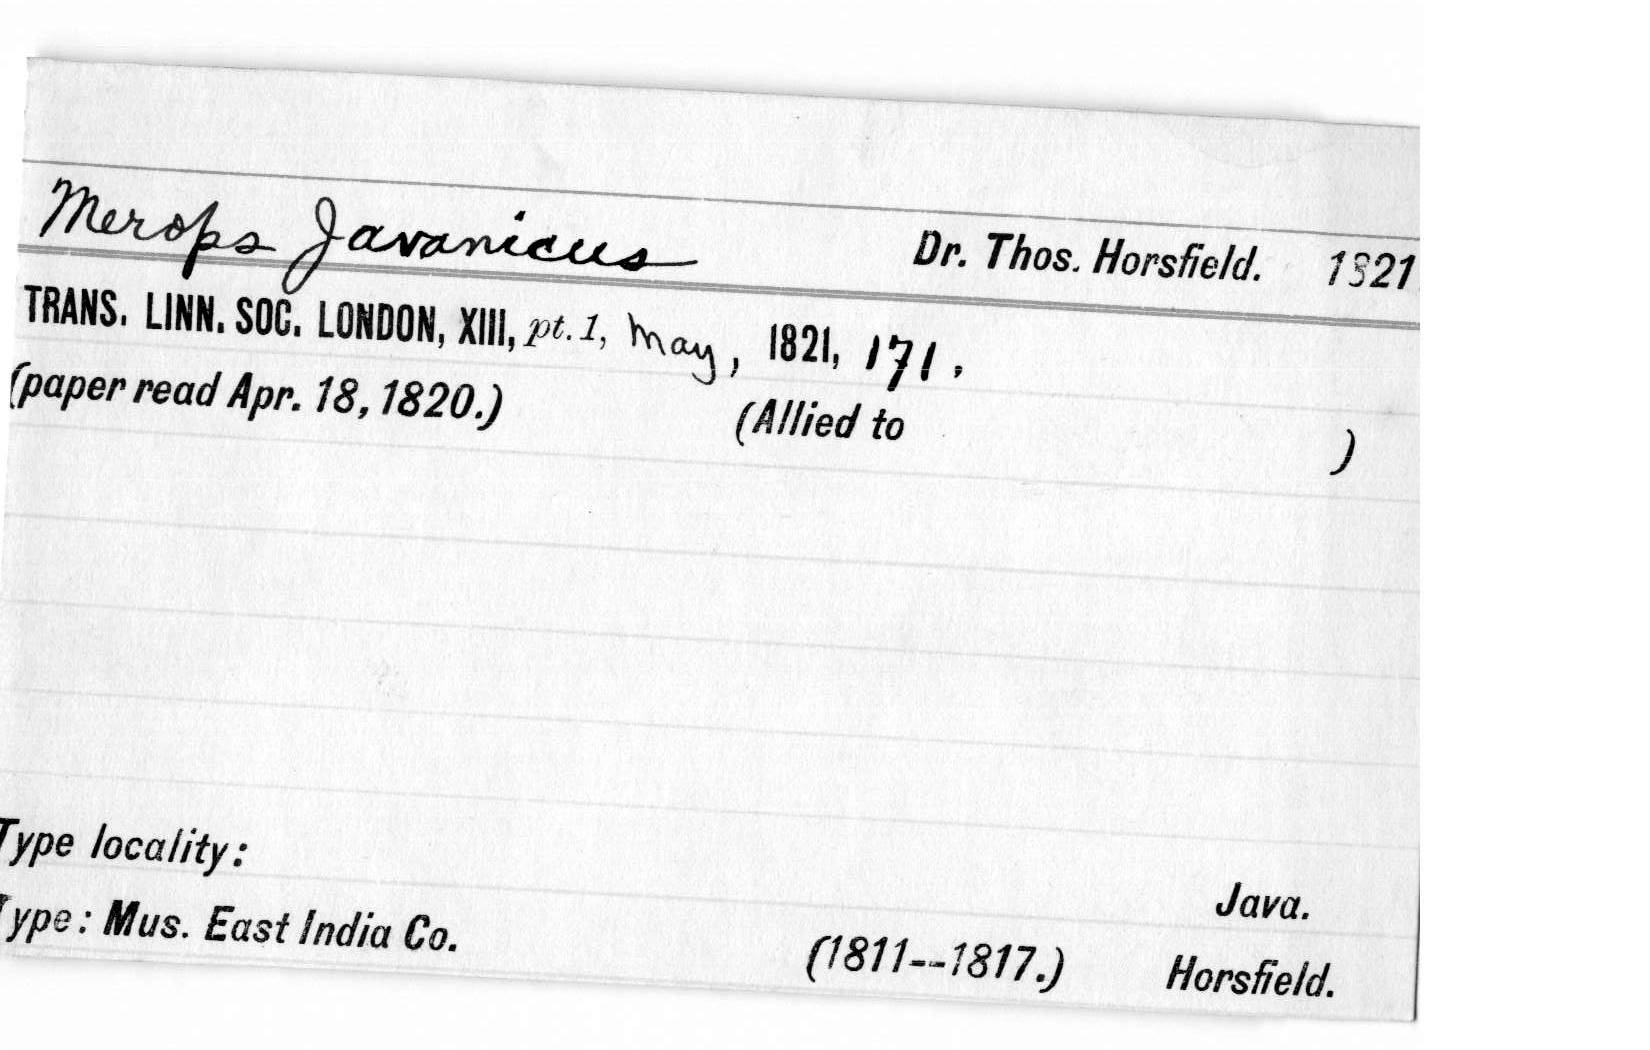 Merops Javanicus Dr. Thos. Horsfield. 1821
TRANS. LINN. SOC. LONDON, XIII, pt. 1, May, 1821, 171.
(paper read Apr. 18, 1820.) (Allied to )
Type locality: Java.
Type: Mus. East India Co. (1811--1817.) Horsfield.